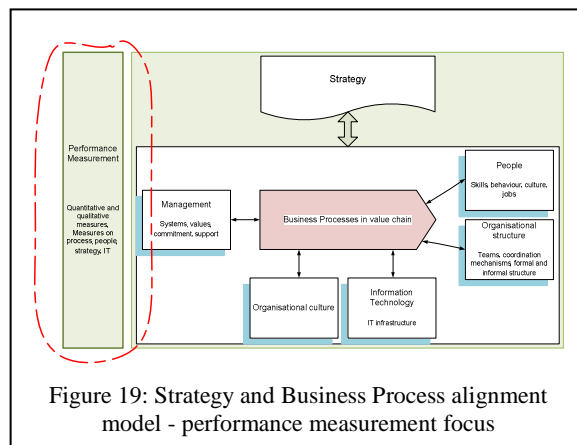 Strategy
Performance
Measurement
Quantitative and
qualitative
measures,
Measures on
process, people,
strategy, IT
Management
Systems, values,
commitment, support
Business Processes in value chain
People
Skills, behaviour, culture,
jobs
Organisational
structure
Teams, coordination
mechanisms, formal and
informal structure
Organisational culture
Information
Technology
IT infrastructure
Figure 19: Strategy and Business Process alignment
model - performance measurement focus